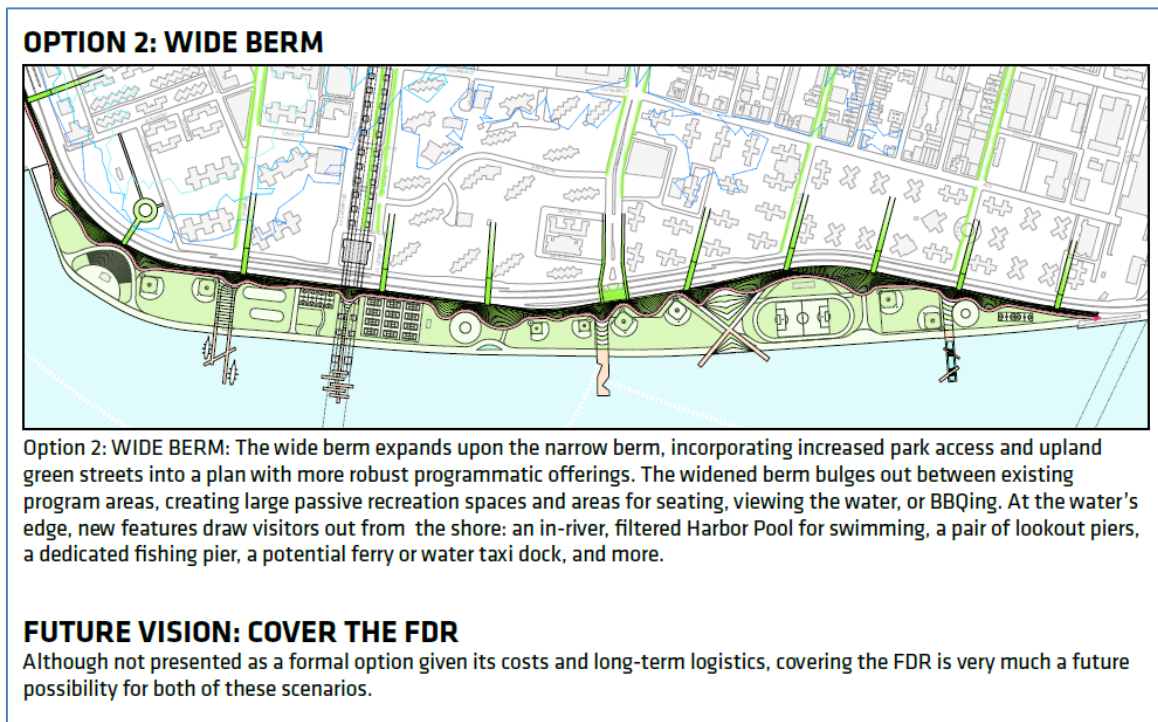 OPTION 2: WIDE BERM
Option 2: WIDE BERM: The wide berm expands upon the narrow berm, incorporating increased park access and upland
green streets into a plan with more robust programmatic offerings. The widened berm bulges out between existing
program areas, creating large passive recreation spaces and areas for seating, viewing the water, or BBQing. At the water's
edge, new features draw visitors out from the shore: an in-river, filtered Harbor Pool for swimming, a pair of lookout piers,
a dedicated fishing pier, a potential ferry or water taxi dock, and more.
FUTURE VISION: COVER THE FDR
Although not presented as a formal option given its costs and long-term logistics, covering the FDR is very much a future
possibility for both of these scenarios.